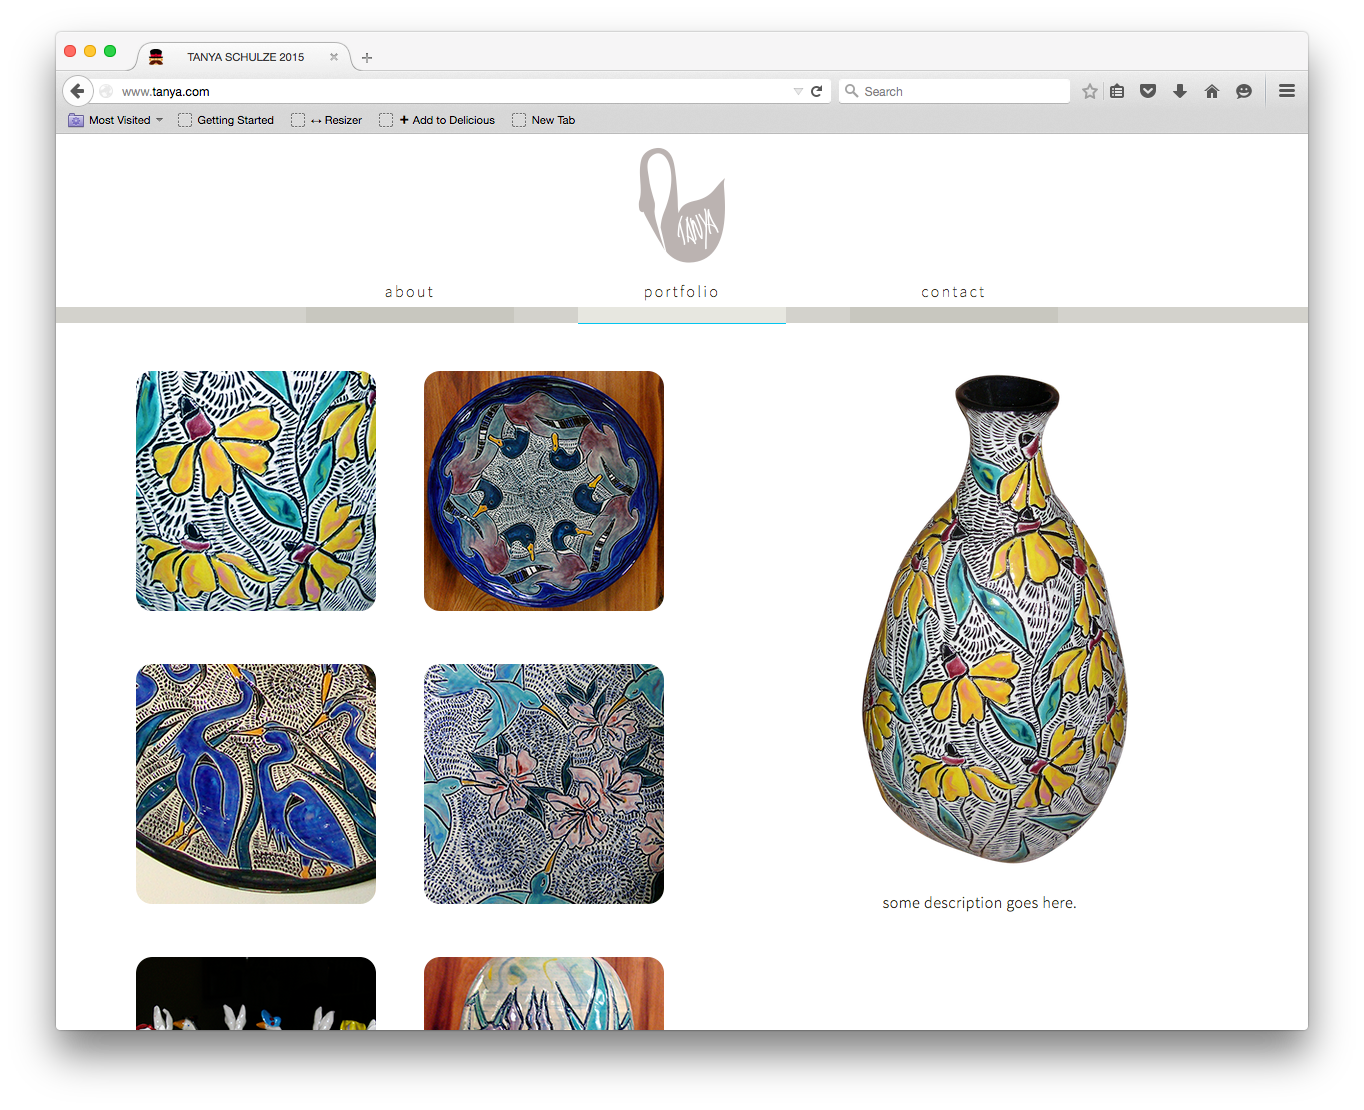 TANYA SCHULZE 2015
www.tanya.com
Search
Most Visited
Getting Started
↔ Resizer
+ Add to Delicious
New Tab
TANYA
about
portfolio
contact
some description goes here.